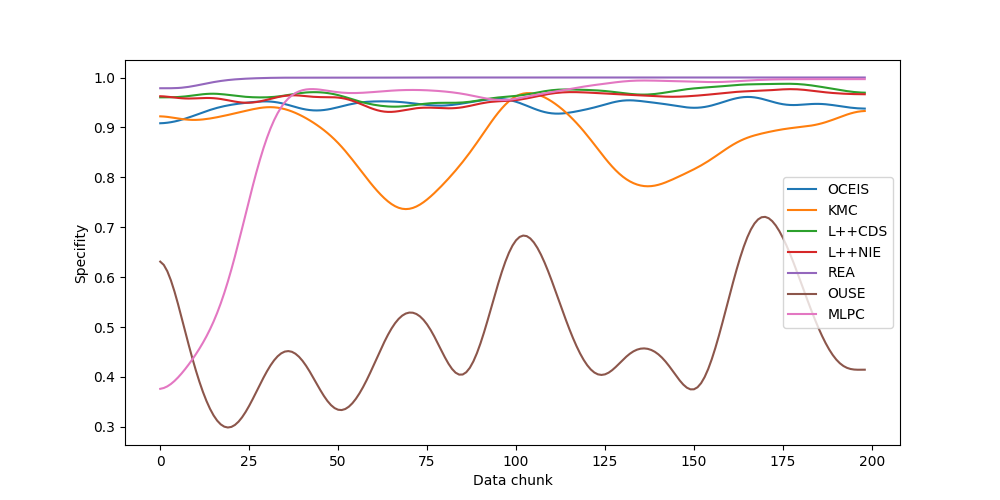 1.0
0.9
0.8
0.7
0.6
0.5
0.4
0.3
Specifity
0 25 50 75 100 125 150 175 200
Data chunk
OCEIS
KMC
L++CDS
L++NIE
REA
OUSE
MLPC